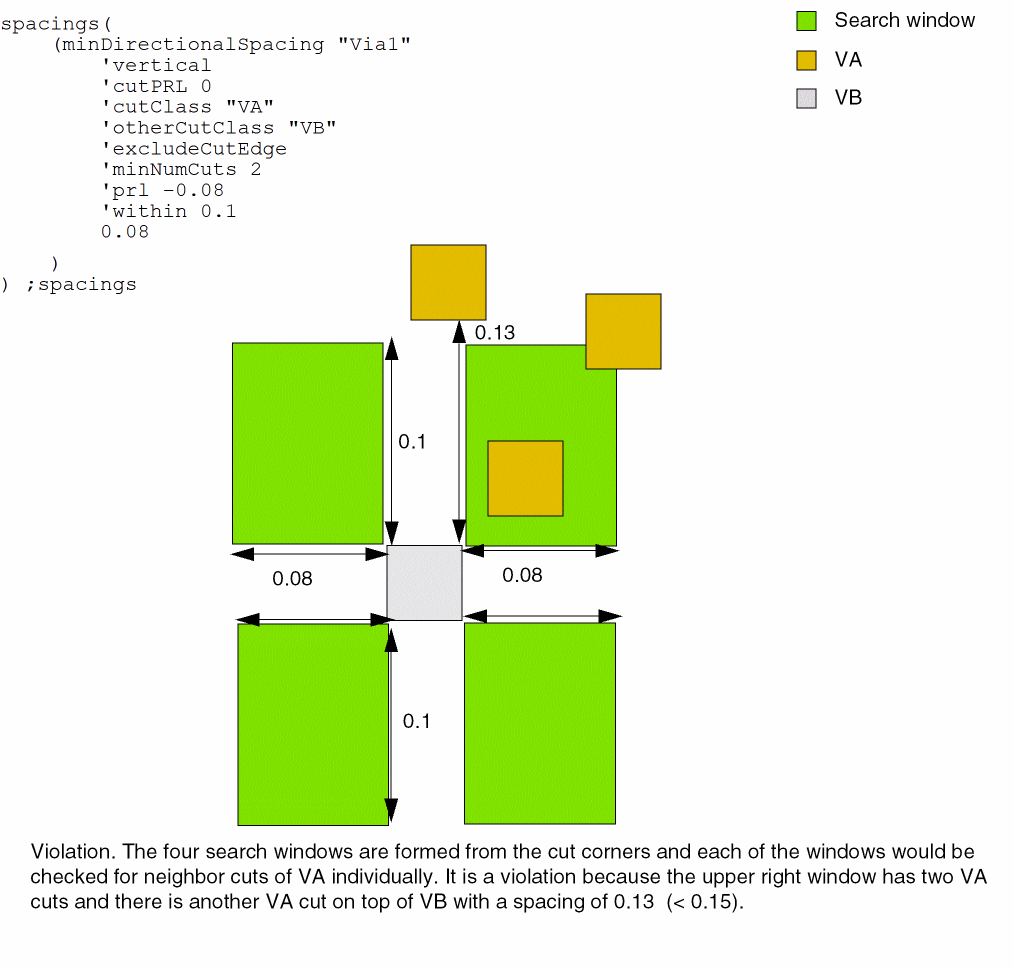 spacings(
(minDirectionalSpacing "Via1"
'vertical
'cutPRL 0
'cutClass "VA"
'otherCutClass "VB"
'excludeCutEdge
'minNumCuts 2
'prl -0.08
'within 0.1
0.08
)
) ;spacings
Search window
VA
VB
0.13
0.1
0.08
0.08
0.1
Violation. The four search windows are formed from the cut corners and each of the windows would be
checked for neighbor cuts of VA individually. It is a violation because the upper right window has two VA
cuts and there is another VA cut on top of VB with a spacing of 0.13 (< 0.15).